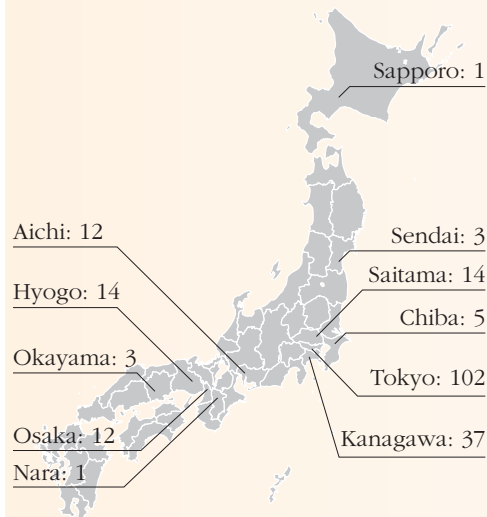 Sapporo: 1
Aichi: 12
Sendai: 3
Saitama: 14
Hyogo: 14
Chiba: 5
Okayama: 3
Tokyo: 102
Osaka: 12
Kanagawa: 37
Nara: 1